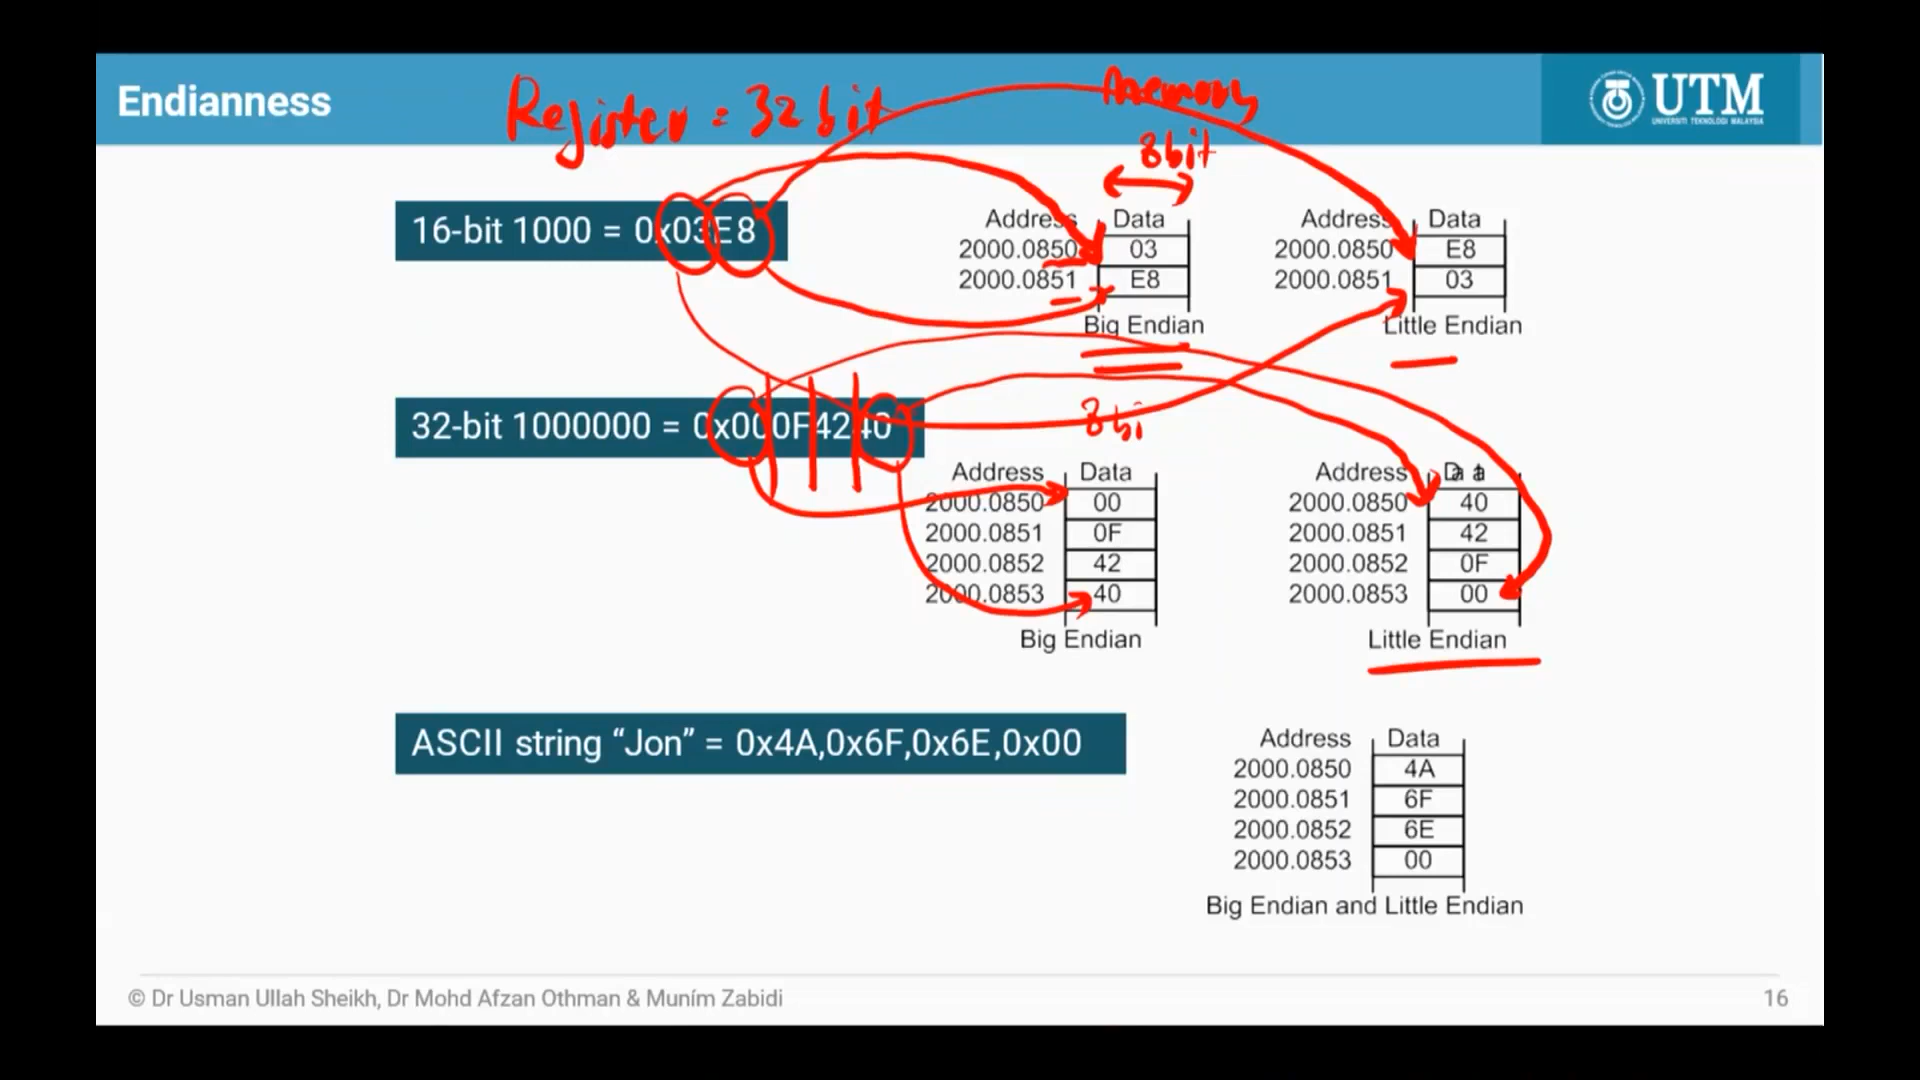 Endianness
Register = 32 bit
memory
UTM
UNIVERSITI TEKNOLOGI MALAYSIA
8bit
16-bit 1000 = 0x03E8
Address Data
2000.0850 03
2000.0851 E8
Big Endian
Address Data
2000.0850 E8
2000.0851 03
Little Endian
32-bit 1000000 = 0x000F4240
8bi
Address Data
2000.0850 00
2000.0851 0F
2000.0852 42
2000.0853 40
Big Endian
Address Data
2000.0850 40
2000.0851 42
2000.0852 0F
2000.0853 00
Little Endian
ASCII string “Jon” = 0x4A,0x6F,0x6E,0x00
Address Data
2000.0850 4A
2000.0851 6F
2000.0852 6E
2000.0853 00
Big Endian and Little Endian
© Dr Usman Ullah Sheikh, Dr Mohd Afzan Othman & Muním Zabidi
16